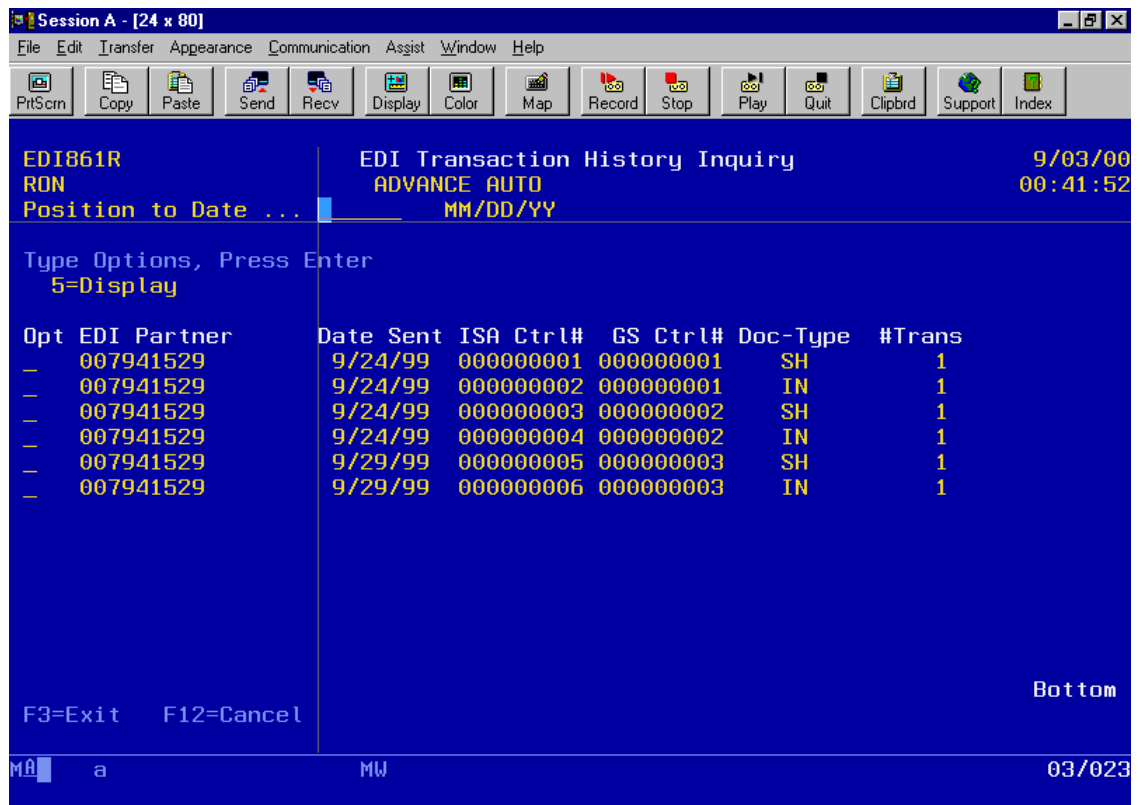 Session A - [24 x 80]
File Edit Transfer Appearance Communication Assist Window Help
PrtScrn Copy Paste Send Recv Display Color Map Record Stop Play Quit Clipbrd Support Index
EDI861R EDI Transaction History Inquiry 9/03/00
RON ADVANCE AUTO 00:41:52
Position to Date ... MM/DD/YY
Type Options, Press Enter
5=Display
Opt EDI Partner Date Sent ISA Ctrl# GS Ctrl# Doc-Type #Trans
_ 007941529 9/24/99 000000001 000000001 SH 1
_ 007941529 9/24/99 000000002 000000001 IN 1
_ 007941529 9/24/99 000000003 000000002 SH 1
_ 007941529 9/24/99 000000004 000000002 IN 1
_ 007941529 9/29/99 000000005 000000003 SH 1
_ 007941529 9/29/99 000000006 000000003 IN 1
Bottom
F3=Exit F12=Cancel
MA a MW 03/023